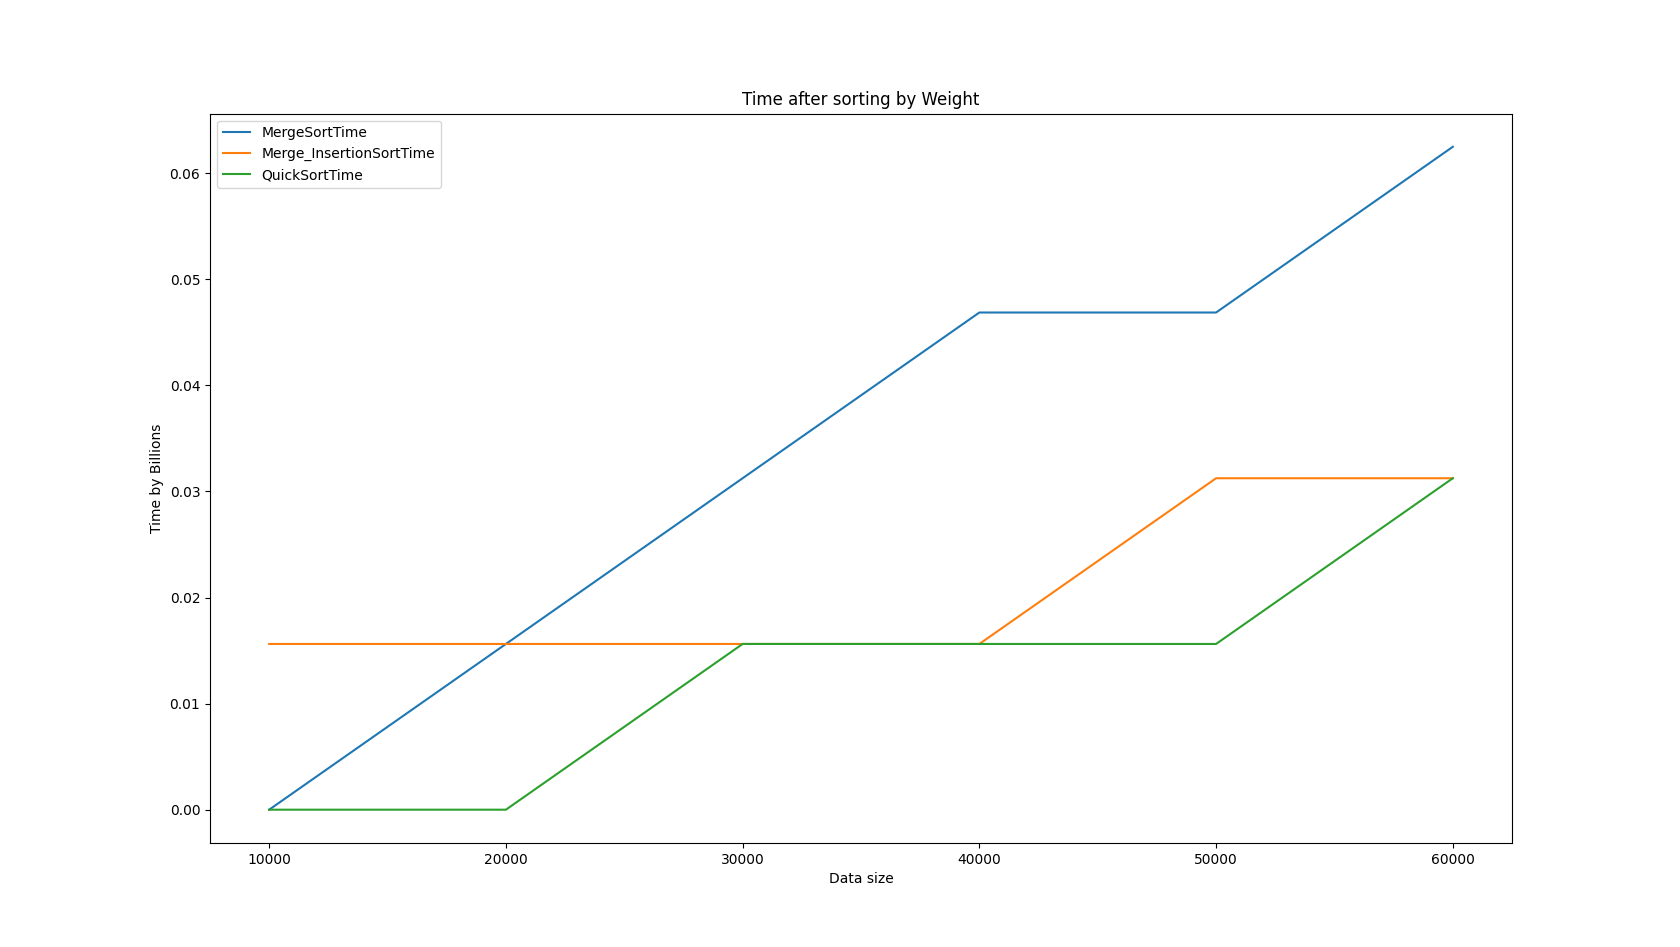 Time after sorting by Weight
MergeSortTime
Merge_InsertionSortTime
QuickSortTime
0.06
0.05
0.04
0.03
0.02
0.01
0.00
Time by Billions
10000 20000 30000 40000 50000 60000
Data size